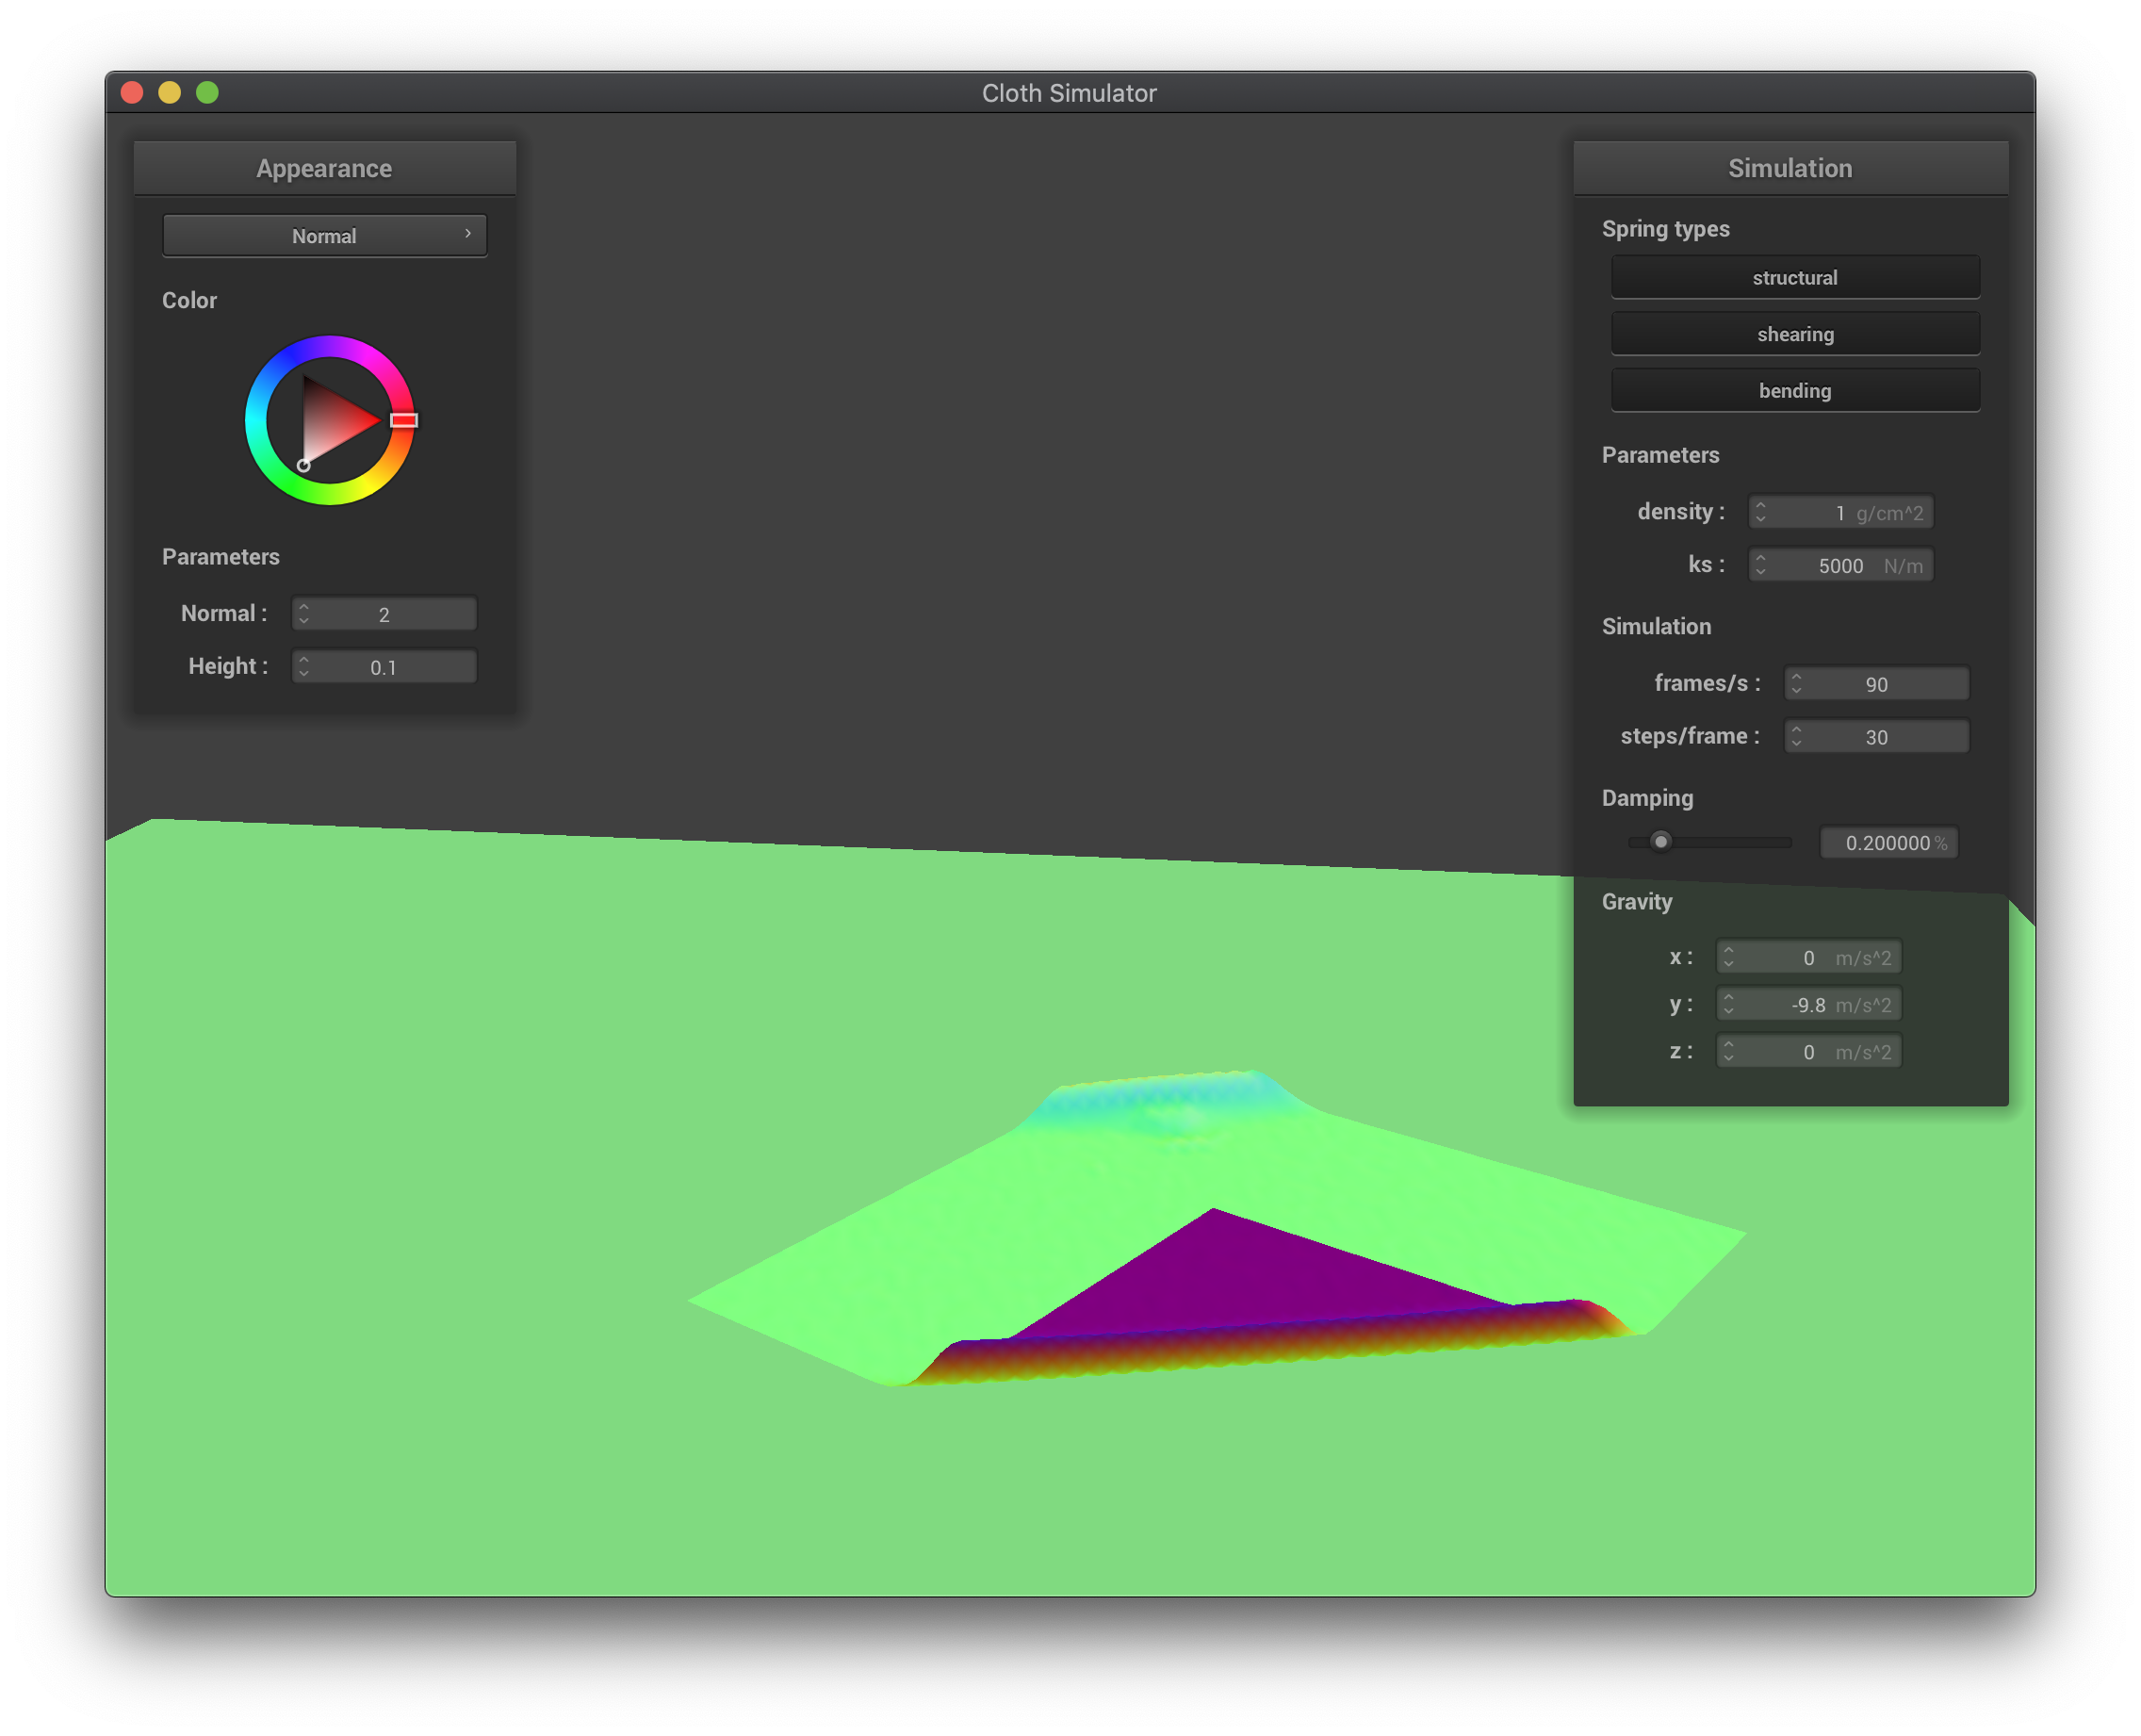 Cloth Simulator
Appearance
Normal ›
Color
Parameters
Normal : 2
Height : 0.1
Simulation
Spring types
structural
shearing
bending
Parameters
density : 1 g/cm^2
ks : 5000 N/m
Simulation
frames/s : 90
steps/frame : 30
Damping
0.200000 %
Gravity
x : 0 m/s^2
y : -9.8 m/s^2
z : 0 m/s^2